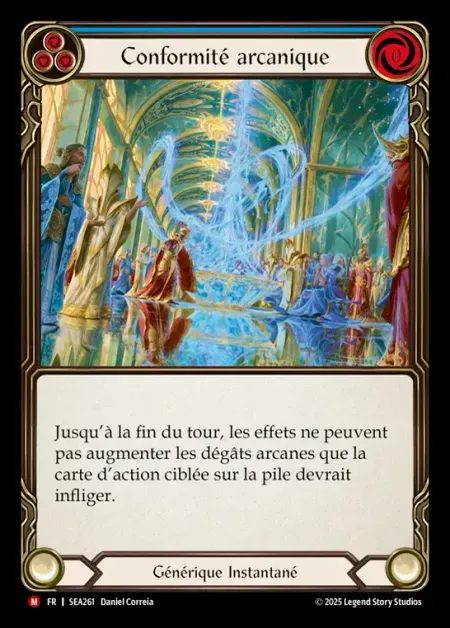 Conformité arcanique
0
Jusqu'à la fin du tour, les effets ne peuvent
pas augmenter les dégâts arcanes que la
carte d'action ciblée sur la pile devrait
infliger.
Générique Instantané
M FR | SEA261 Daniel Correia
© 2025 Legend Story Studios